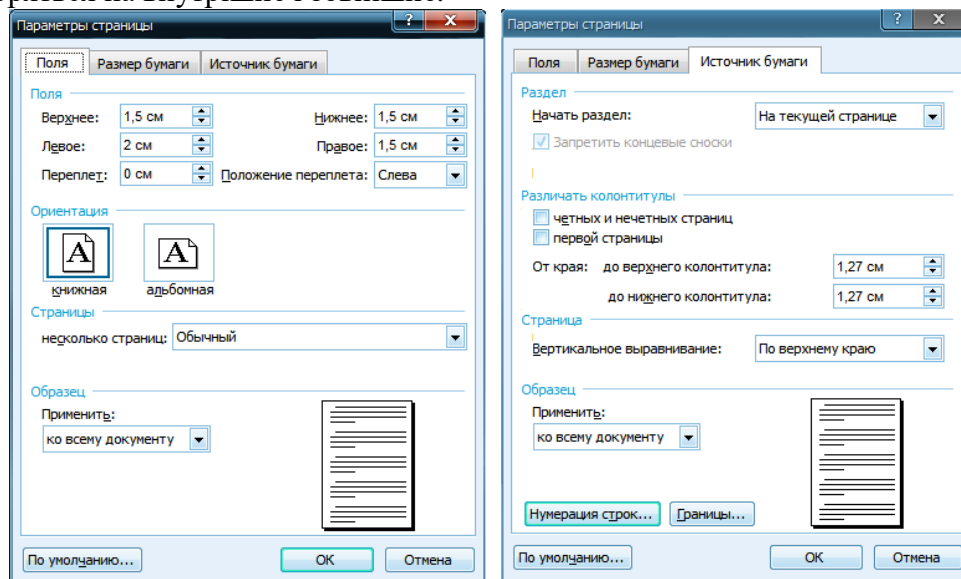 Параметры страницы
Поля Размер бумаги Источник бумаги
Поля
Верхнее: 1,5 см Нижнее: 1,5 см
Левое: 2 см Правое: 1,5 см
Переплет: 0 см Положение переплета: Слева
Ориентация
A A
книжная альбомная
Страницы
несколько страниц: Обычный
Образец
Применить:
ко всему документу
По умолчанию... ОК Отмена
Параметры страницы
Поля Размер бумаги Источник бумаги
Раздел
Начать раздел: На текущей странице
Запретить концевые сноски
Различать колонтитулы
четных и нечетных страниц
первой страницы
От края: до верхнего колонтитула: 1,27 см
до нижнего колонтитула: 1,27 см
Страница
Вертикальное выравнивание: По верхнему краю
Образец
Применить:
ко всему документу
Нумерация строк... Границы...
По умолчанию... ОК Отмена